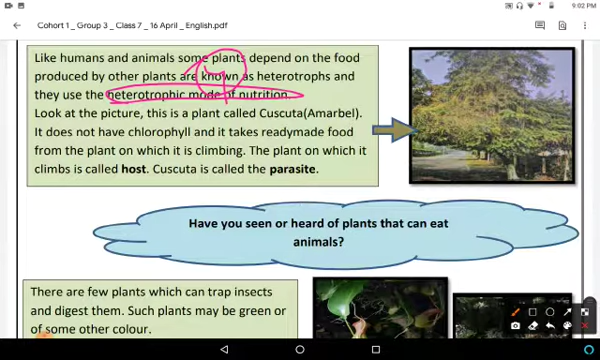 9:02 PM
Cohort 1 _ Group 3 _ Class 7 _ 16 April _ English.pdf
Like humans and animals some plants depend on the food
produced by other plants are known as heterotrophs and
they use the heterotrophic mode of nutrition.
Look at the picture, this is a plant called Cuscuta(Amarbel).
It does not have chlorophyll and it takes readymade food
from the plant on which it is climbing. The plant on which it
climbs is called host. Cuscuta is called the parasite.
Have you seen or heard of plants that can eat
animals?
There are few plants which can trap insects
and digest them. Such plants may be green or
of some other colour.